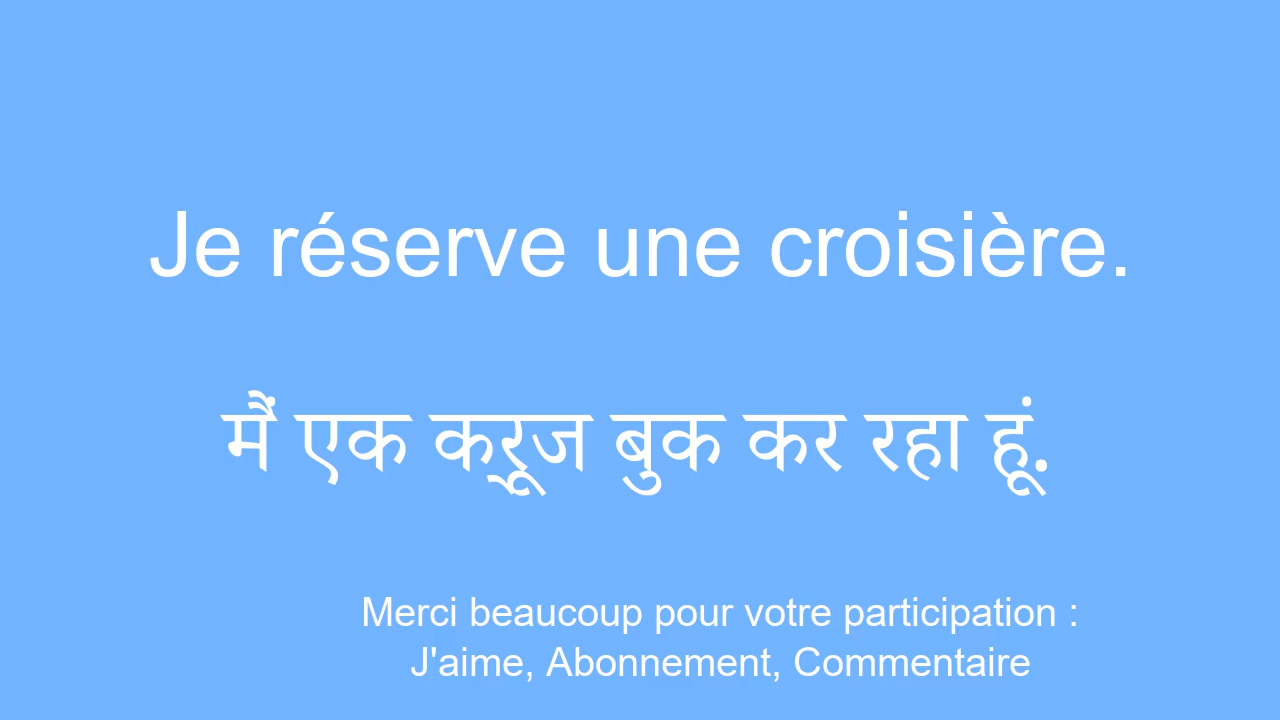 Je réserve une croisière.
मैं एक क्रूज बुक कर रहा हूं.
Merci beaucoup pour votre participation :
J'aime, Abonnement, Commentaire